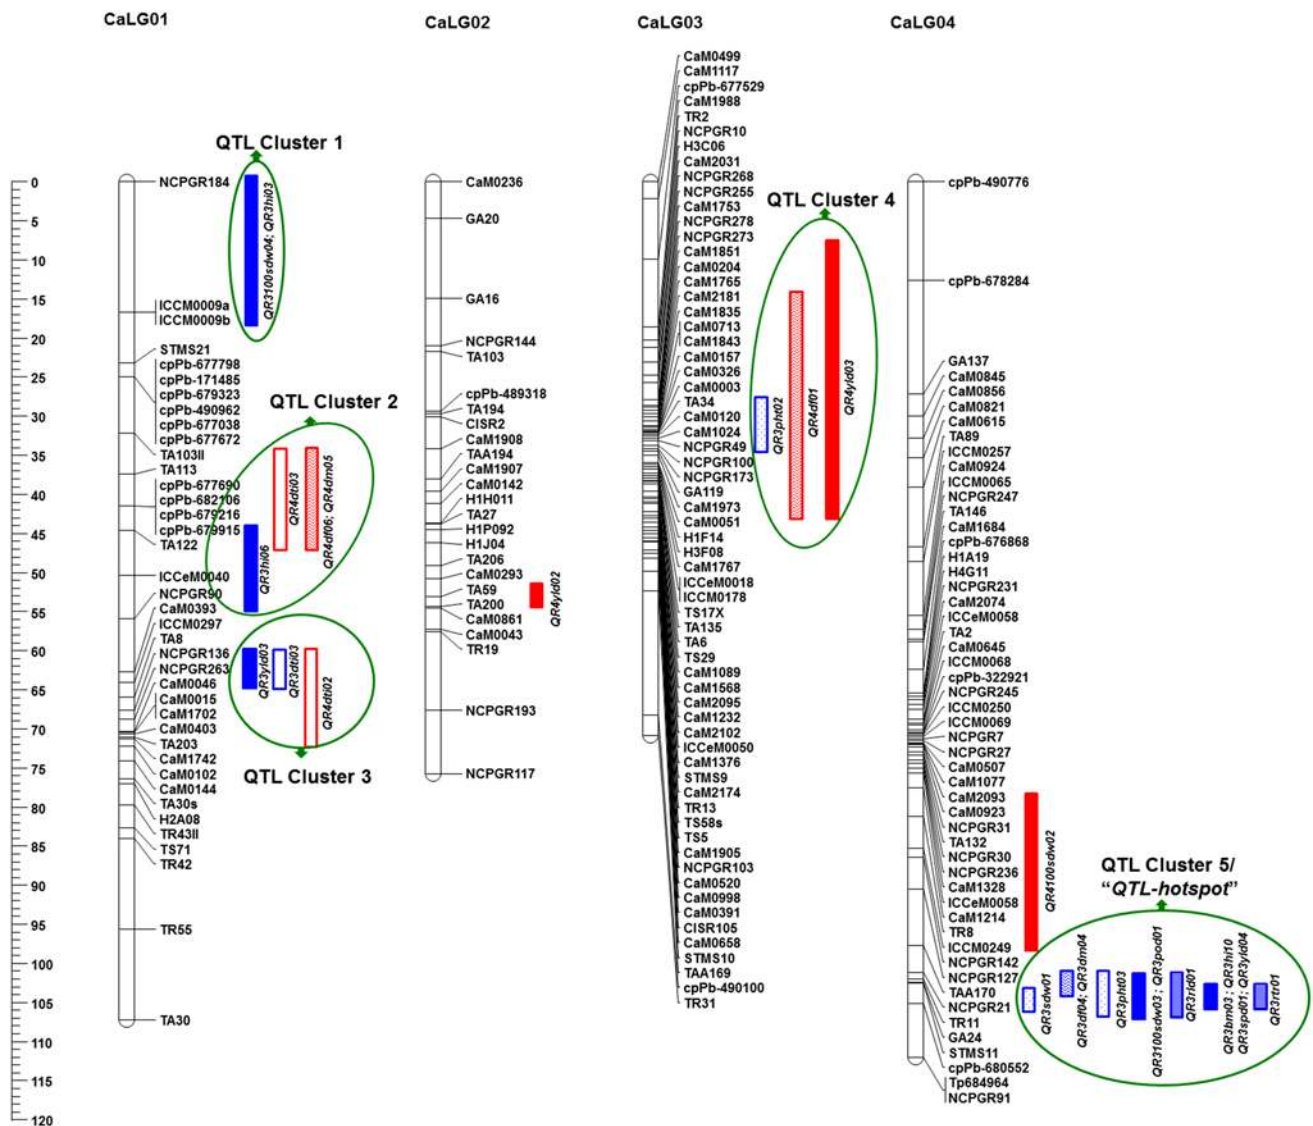 CaLG01
CaLG02
CaLG03
CaLG04
QTL Cluster 1
QTL Cluster 2
QTL Cluster 3
QTL Cluster 4
QTL Cluster 5/
“QTL-hotspot”
0
5
10
15
20
25
30
35
40
45
50
55
60
65
70
75
80
85
90
95
100
105
110
115
120
NCPGR184
ICCM0009a
ICCM0009b
STMS21
cpPb-677798
cpPb-171485
cpPb-679323
cpPb-490962
cpPb-677038
cpPb-677672
TA103II
TA113
cpPb-677690
cpPb-682106
cpPb-679216
cpPb-679915
TA122
ICCeM0040
NCPGR90
CaM0393
ICCM0297
TA8
NCPGR136
NCPGR263
CaM0046
CaM0015
CaM1702
CaM0403
TA203
CaM1742
CaM0102
CaM0144
TA30s
H2A08
TR43II
TS71
TR42
TR55
TA30
QR3100sdw04; QR3hi03
QR4dti03
QR4df06; QR4dm05
QR3hi06
QR3yld03
QR3dti03
QR4dti02
CaM0236
GA20
GA16
NCPGR144
TA103
cpPb-489318
TA194
CISR2
CaM1908
TAA194
CaM1907
CaM0142
H1H011
TA27
H1P092
H1J04
TA206
CaM0293
TA59
TA200
CaM0861
CaM0043
TR19
NCPGR193
NCPGR117
QR4yld02
CaM0499
CaM1117
cpPb-677529
CaM1988
TR2
NCPGR10
H3C06
CaM2031
NCPGR268
NCPGR255
CaM1753
NCPGR278
NCPGR273
CaM1851
CaM0204
CaM1765
CaM2181
CaM1835
CaM0713
CaM1843
CaM0157
CaM0326
CaM0003
TA34
CaM0120
CaM1024
NCPGR49
NCPGR100
NCPGR173
GA119
CaM1973
CaM0051
H1F14
H3F08
CaM1767
ICCeM0018
ICCM0178
TS17X
TA135
TA6
TS29
CaM1089
CaM1568
CaM2095
CaM1232
CaM2102
ICCeM0050
CaM1376
STMS9
CaM2174
TR13
TS58s
TS5
CaM1905
NCPGR103
CaM0520
CaM0998
CaM0391
CISR105
CaM0658
STMS10
TAA169
cpPb-490100
TR31
QR3pht02
QR4df01
QR4yld03
cpPb-490776
cpPb-678284
GA137
CaM0845
CaM0856
CaM0821
CaM0615
TA89
ICCM0257
CaM0924
ICCM0065
NCPGR247
TA146
CaM1684
cpPb-676868
H1A19
H4G11
NCPGR231
CaM2074
ICCeM0058
TA2
CaM0645
ICCM0068
cpPb-322921
NCPGR245
ICCM0250
ICCM0069
NCPGR7
NCPGR27
CaM0507
CaM1077
CaM2093
CaM0923
NCPGR31
TA132
NCPGR30
NCPGR236
CaM1328
ICCeM0058
CaM1214
TR8
ICCM0249
NCPGR142
NCPGR127
TAA170
NCPGR21
TR11
GA24
STMS11
cpPb-680552
Tp684964
NCPGR91
QR4100sdw02
QR3sdw01
QR3df04; QR3dm04
QR3pht03
QR3100sdw03 ; QR3pod01
QR3rld01
QR3bm03 ; QR3hi10
QR3spd01; QR3yld04
QR3rtr01